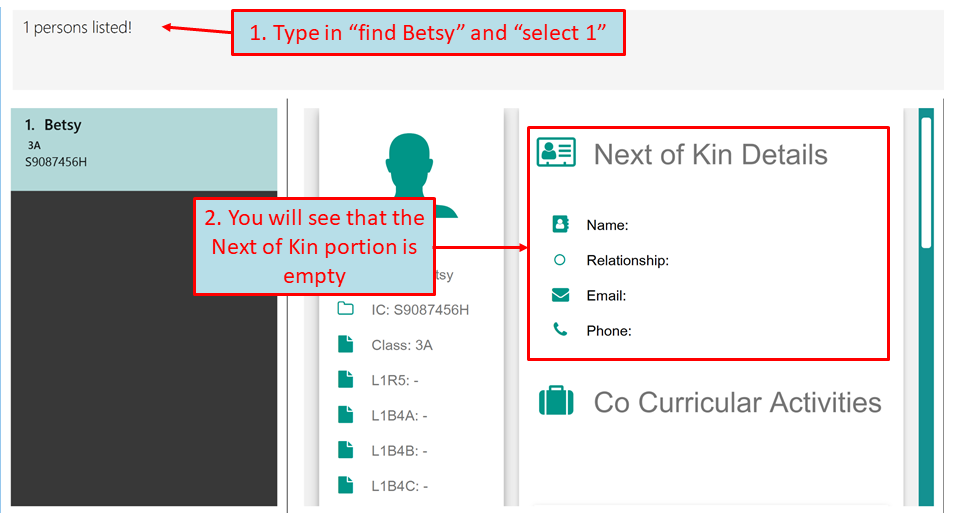 1 persons listed!
1. Type in “find Betsy” and “select 1”
1. Betsy
3A
S9087456H
2. You will see that the
Next of Kin portion is
empty
IC: S9087456H
Class: 3A
L1R5: -
L1B4A: -
L1B4B: -
L1B4C: -
Next of Kin Details
Name:
Relationship:
Email:
Phone:
Co Curricular Activities